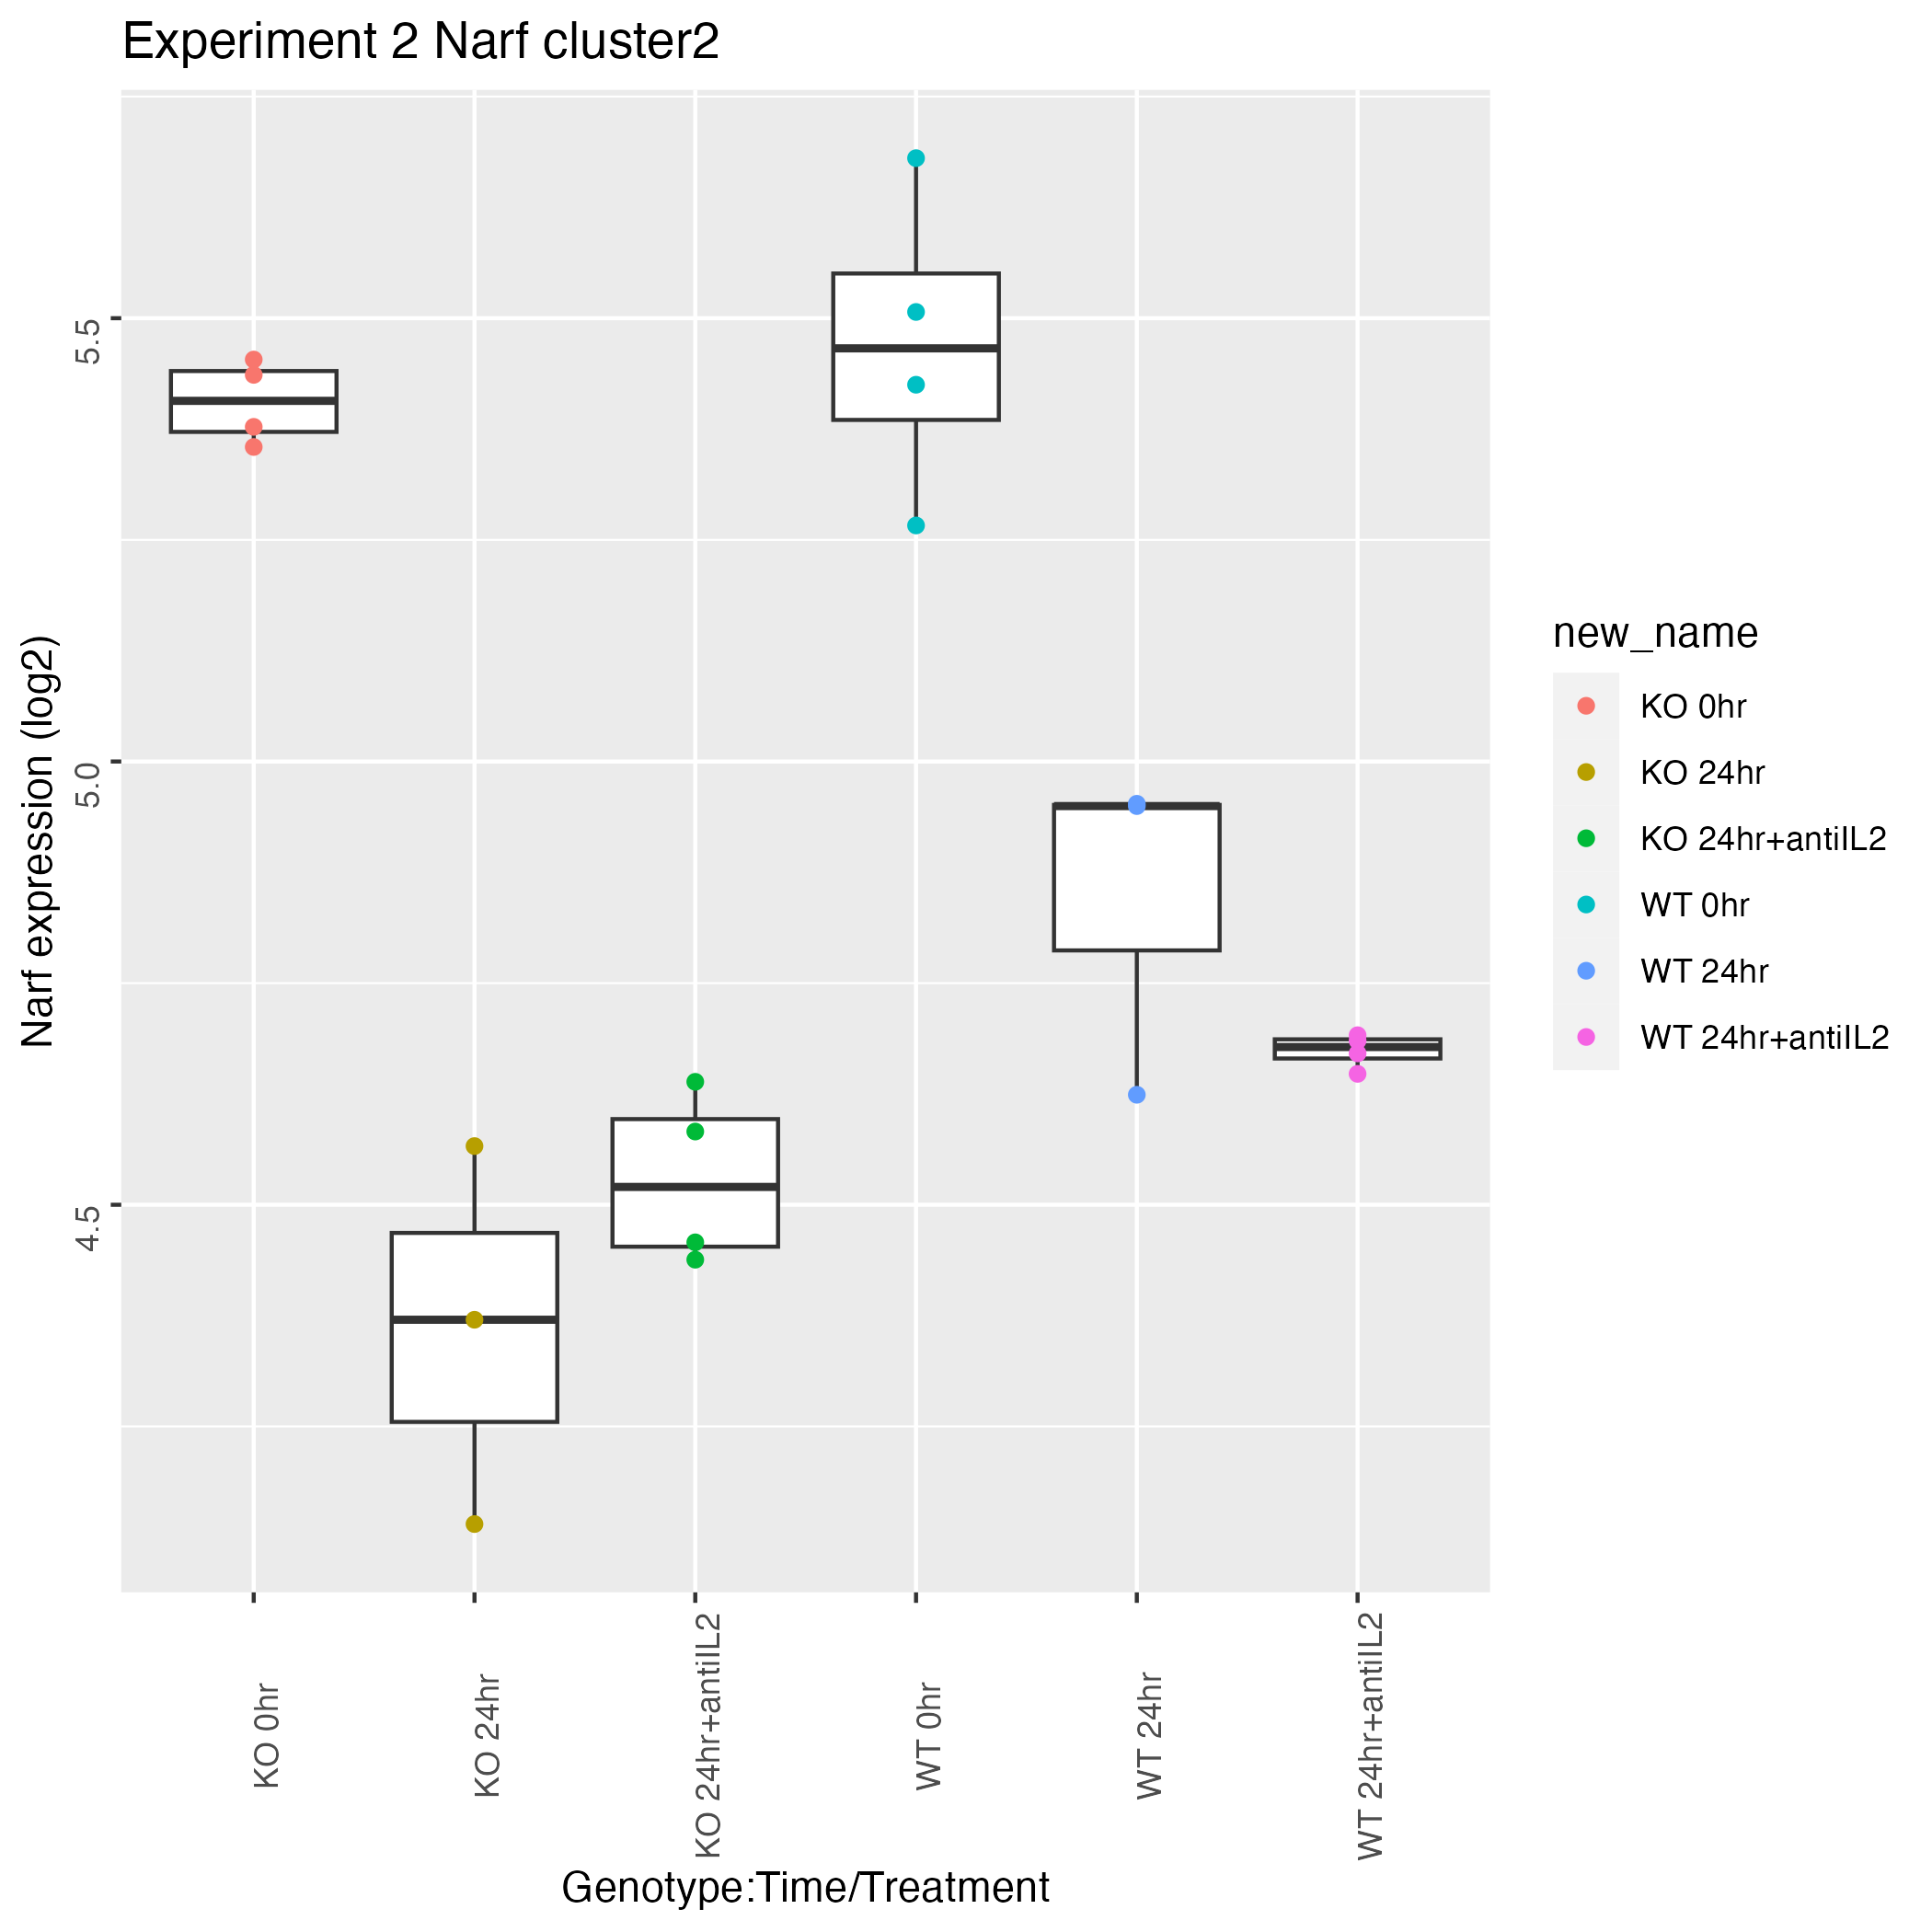 Experiment 2 Narf cluster2
Narf expression (log2)
5.5
5.0
4.5
KO 0hr
KO 24hr
KO 24hr+antiIL2
WT 0hr
WT 24hr
WT 24hr+antiIL2
Genotype:Time/Treatment
new_name
KO 0hr
KO 24hr
KO 24hr+antiIL2
WT 0hr
WT 24hr
WT 24hr+antiIL2